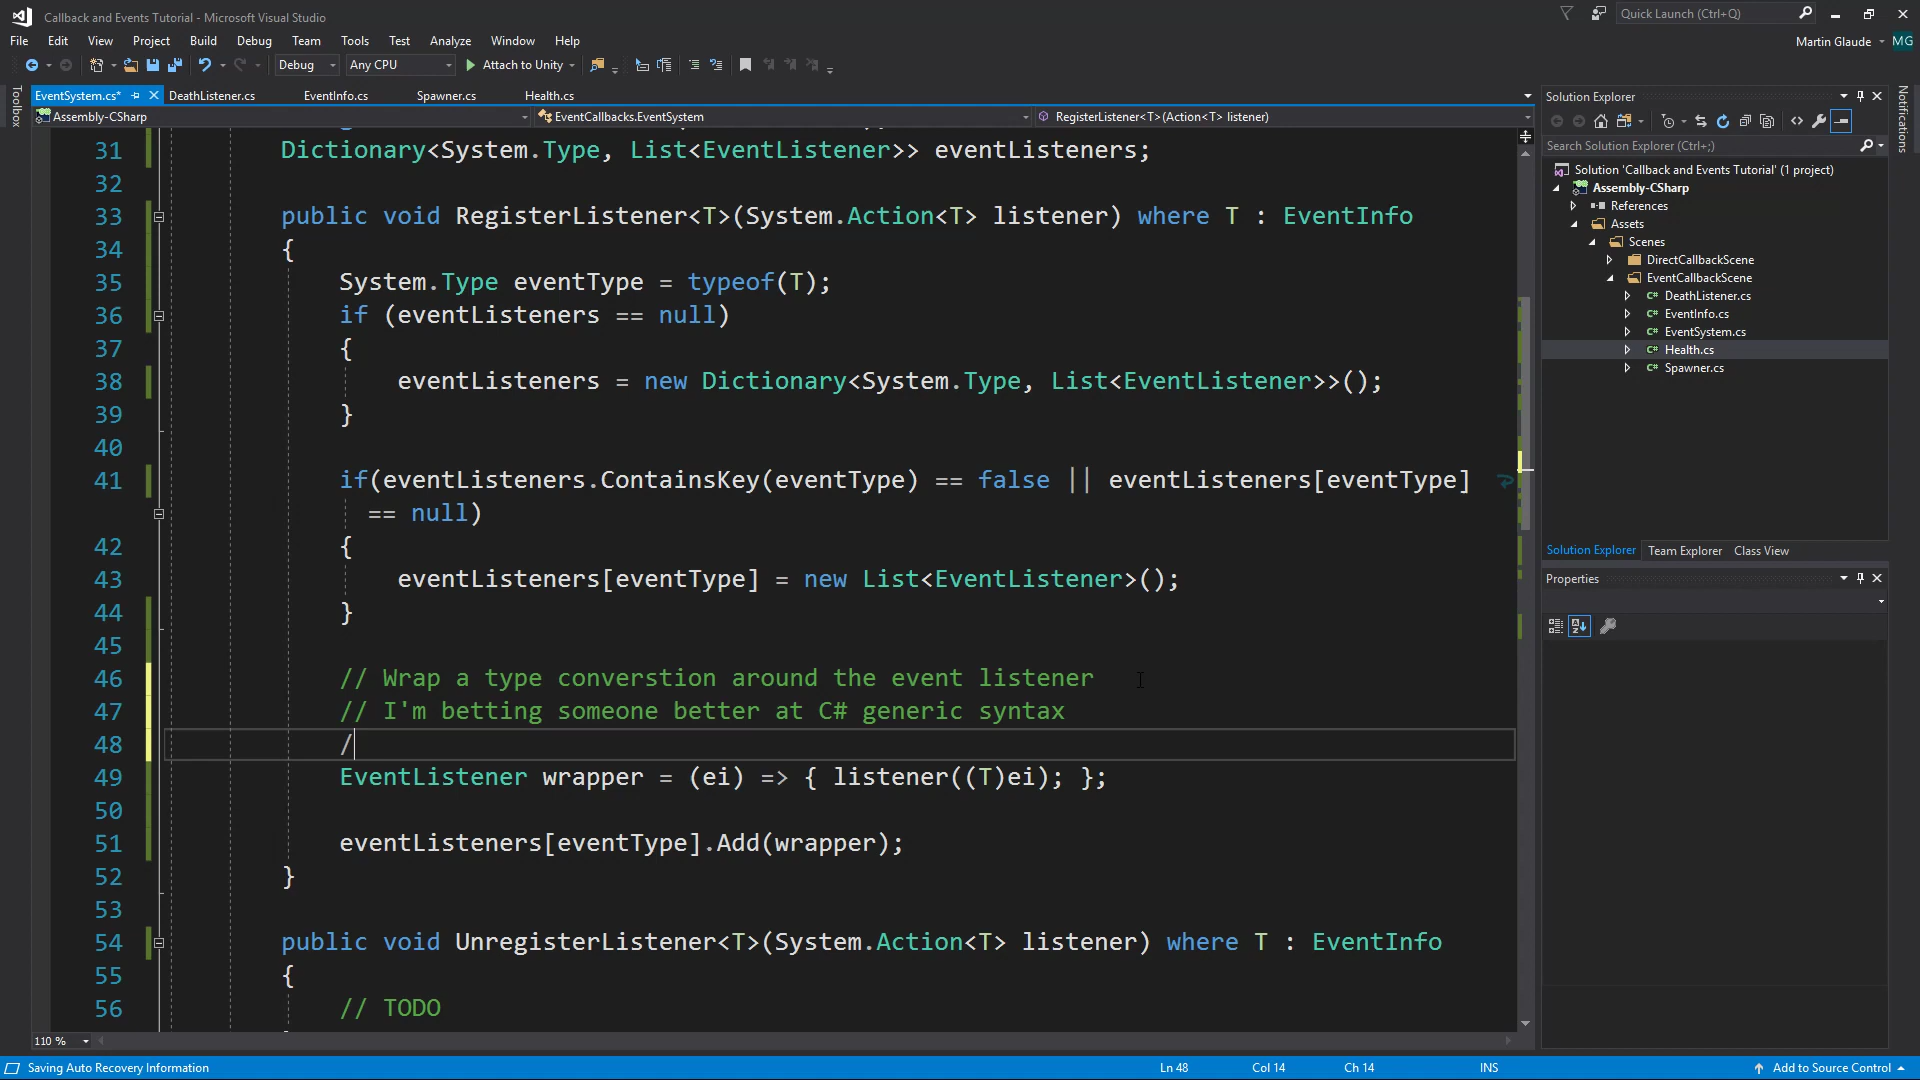 Callback and Events Tutorial - Microsoft Visual Studio
Quick Launch (Ctrl+Q)
File Edit View Project Build Debug Team Tools Test Analyze Window Help
Martin Glaude MG
Debug Any CPU Attach to Unity
Toolbox
EventSystem.cs* DeathListener.cs EventInfo.cs Spawner.cs Health.cs
Assembly-CSharp EventCallbacks.EventSystem RegisterListener<T>(Action<T> listener)
31 Dictionary<System.Type, List<EventListener>> eventListeners;
32
33 public void RegisterListener<T>(System.Action<T> listener) where T : EventInfo
34 {
35 System.Type eventType = typeof(T);
36 if (eventListeners == null)
37 {
38 eventListeners = new Dictionary<System.Type, List<EventListener>>();
39 }
40
41 if(eventListeners.ContainsKey(eventType) == false || eventListeners[eventType]
== null)
42 {
43 eventListeners[eventType] = new List<EventListener>();
44 }
45
46 // Wrap a type converstion around the event listener
47 // I'm betting someone better at C# generic syntax
48 /
49 EventListener wrapper = (ei) => { listener((T)ei); };
50
51 eventListeners[eventType].Add(wrapper);
52 }
53
54 public void UnregisterListener<T>(System.Action<T> listener) where T : EventInfo
55 {
56 // TODO
110 %
Solution Explorer
Search Solution Explorer (Ctrl+;)
Solution 'Callback and Events Tutorial' (1 project)
Assembly-CSharp
References
Assets
Scenes
DirectCallbackScene
EventCallbackScene
C# DeathListener.cs
C# EventInfo.cs
C# EventSystem.cs
C# Health.cs
C# Spawner.cs
Solution Explorer Team Explorer Class View
Properties
Notifications
Saving Auto Recovery Information
Ln 48 Col 14 Ch 14 INS
Add to Source Control